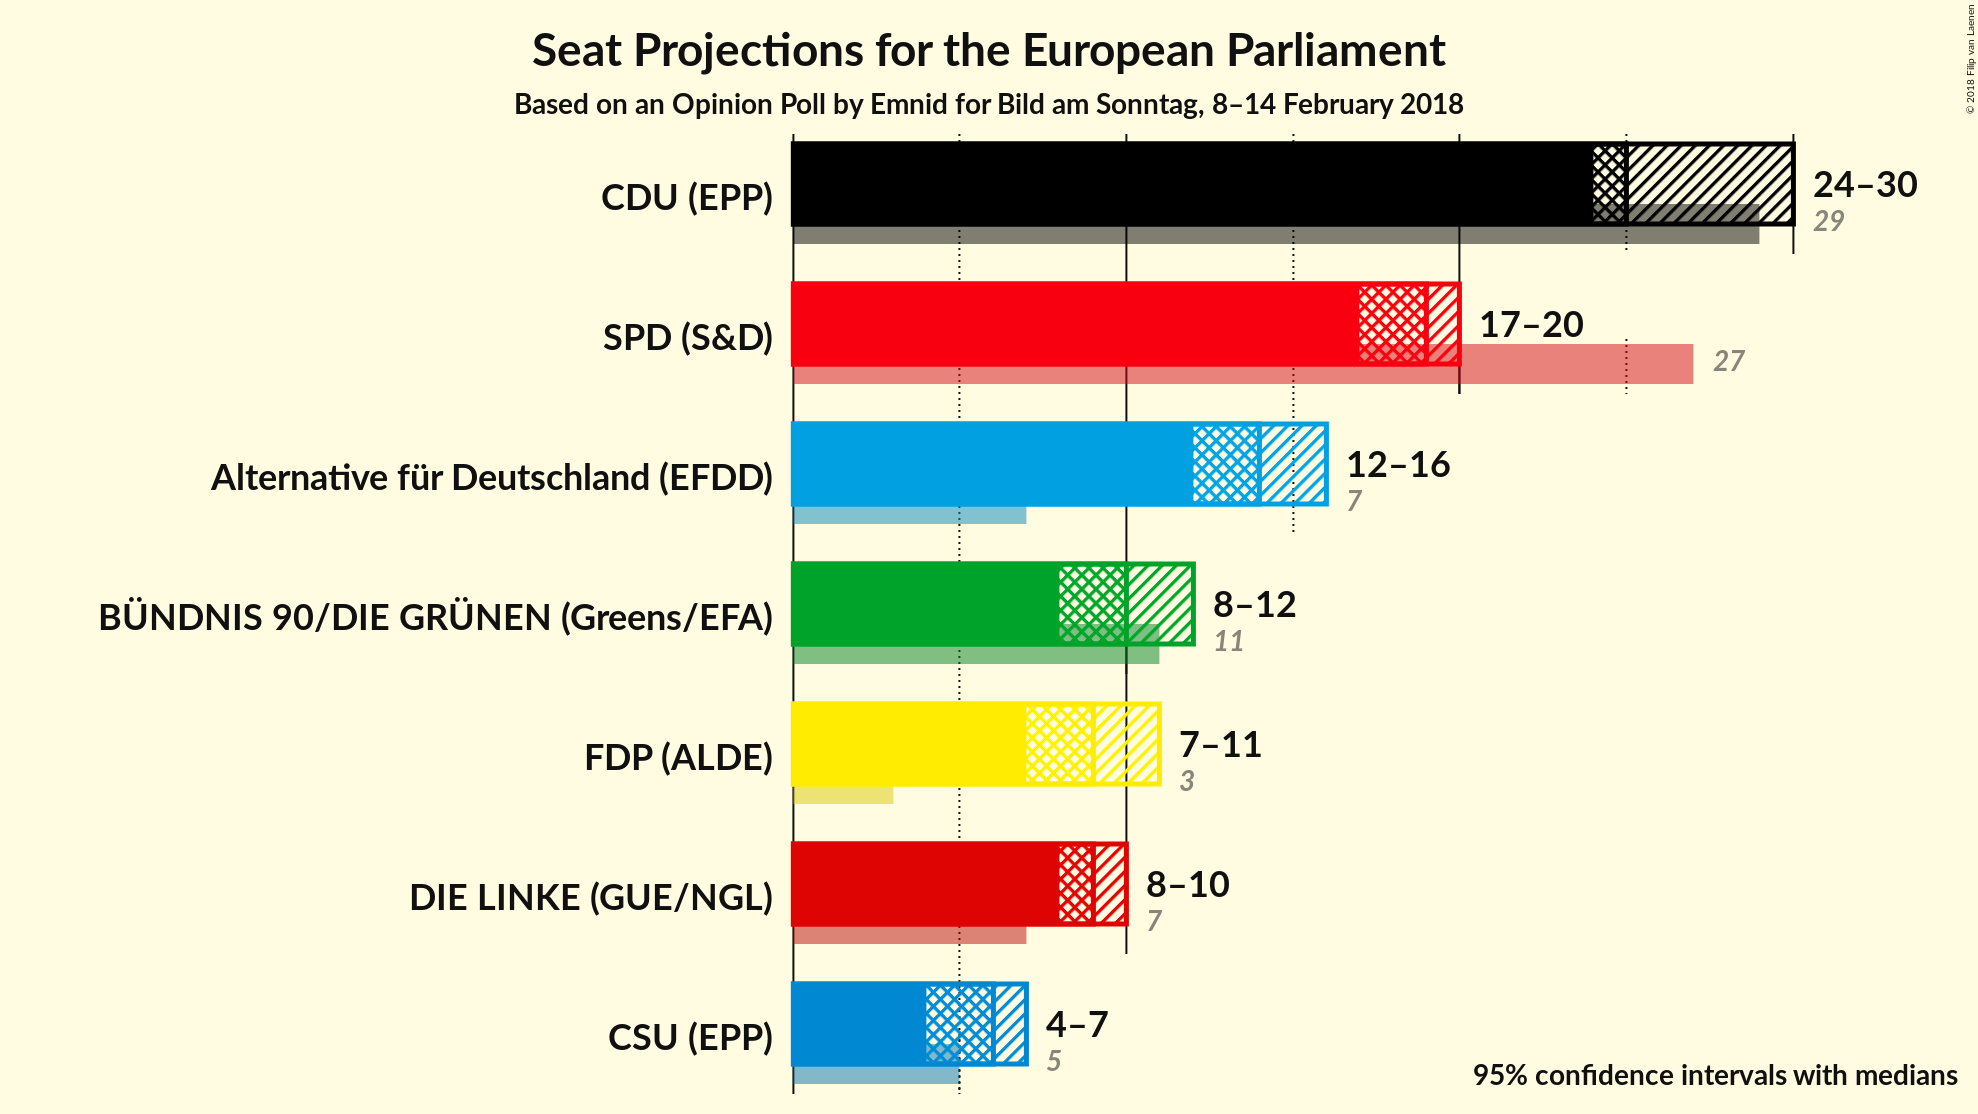 Seat Projections for the European Parliament
Based on an Opinion Poll by Emnid for Bild am Sonntag, 8–14 February 2018
© 2018 Filip van Laenen
CDU (EPP)
24–30
29
SPD (S&D)
17–20
27
Alternative für Deutschland (EFDD)
12–16
7
BÜNDNIS 90/DIE GRÜNEN (Greens/EFA)
8–12
11
FDP (ALDE)
7–11
3
DIE LINKE (GUE/NGL)
8–10
7
CSU (EPP)
4–7
5
95% confidence intervals with medians